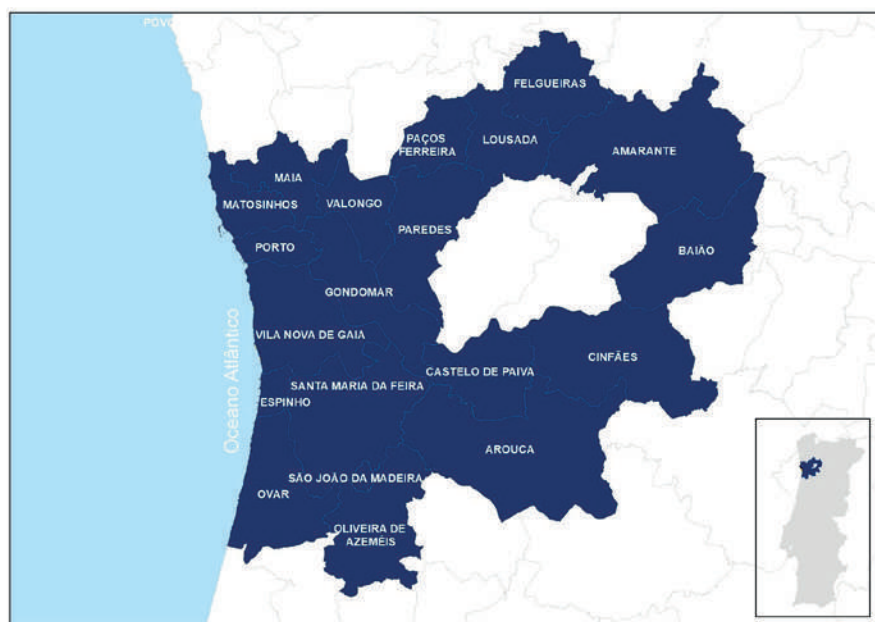 POVO
FELGUEIRAS
PAÇOS
FERREIRA
LOUSADA
AMARANTE
MAIA
MATOSINHOS
VALONGO
PAREDES
PORTO
BAIÃO
GONDOMAR
VILA NOVA DE GAIA
CINFÃES
CASTELO DE PAIVA
SANTA MARIA DA FEIRA
ESPINHO
Oceano Atlântico
AROUCA
SÃO JOÃO DA MADEIRA
OVAR
OLIVEIRA DE
AZEMÉIS